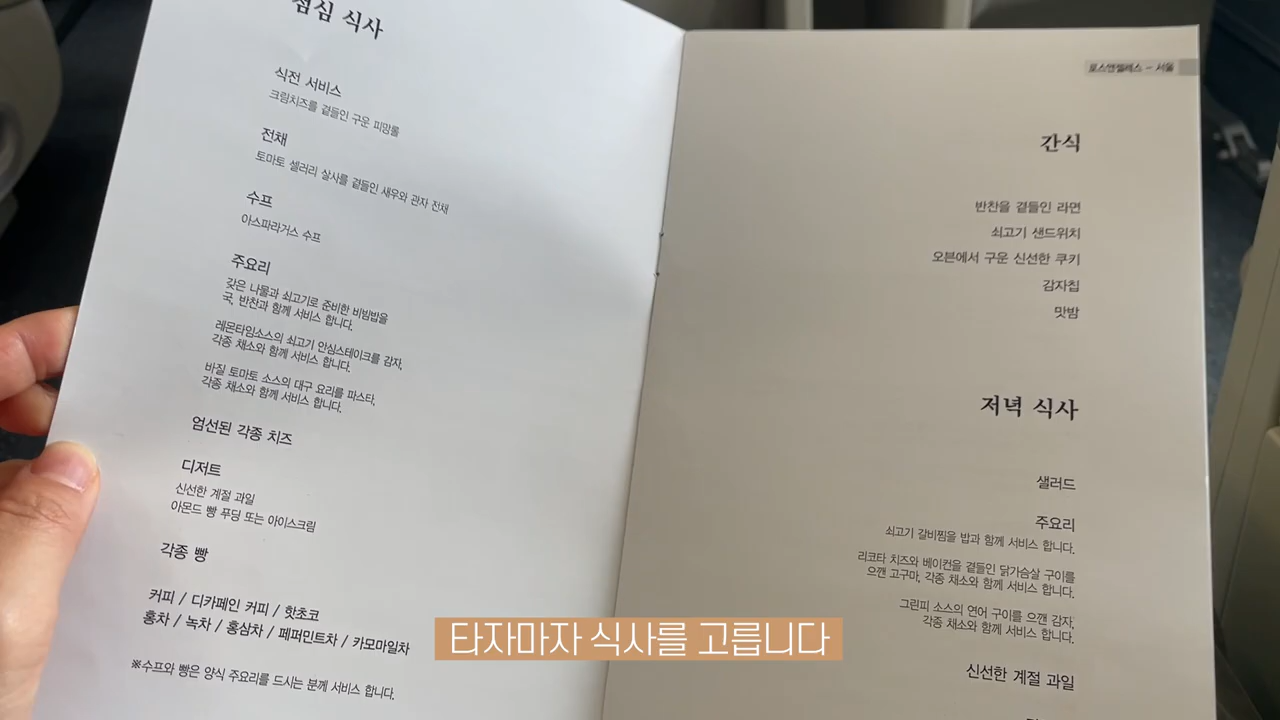 점심 식사
식전 서비스
크림치즈를 곁들인 구운 피망롤
전채
토마토 셀러리 살사를 곁들인 새우와 관자 전채
수프
아스파라거스 수프
주요리
갖은 나물과 쇠고기로 준비한 비빔밥을
국, 반찬과 함께 서비스 합니다.
레몬타임소스의 쇠고기 안심스테이크를 감자,
각종 채소와 함께 서비스 합니다.
바질 토마토 소스의 대구 요리를 파스타,
각종 채소와 함께 서비스 합니다.
엄선된 각종 치즈
디저트
신선한 계절 과일
아몬드 빵 푸딩 또는 아이스크림
각종 빵
커피 / 디카페인 커피 / 핫초코
홍차 / 녹차 / 홍삼차 / 페퍼민트차 / 카모마일차
※수프와 빵은 양식 주요리를 드시는 분께 서비스 합니다.
로스앤젤레스 - 서울
간식
반찬을 곁들인 라면
쇠고기 샌드위치
오븐에서 구운 신선한 쿠키
감자칩
맛밤
저녁 식사
샐러드
주요리
쇠고기 갈비찜을 밥과 함께 서비스 합니다.
리코타 치즈와 베이컨을 곁들인 닭가슴살 구이를
으깬 고구마, 각종 채소와 함께 서비스 합니다.
그린피 소스의 연어 구이를 으깬 감자,
각종 채소와 함께 서비스 합니다.
신선한 계절 과일
타자마자 식사를 고릅니다